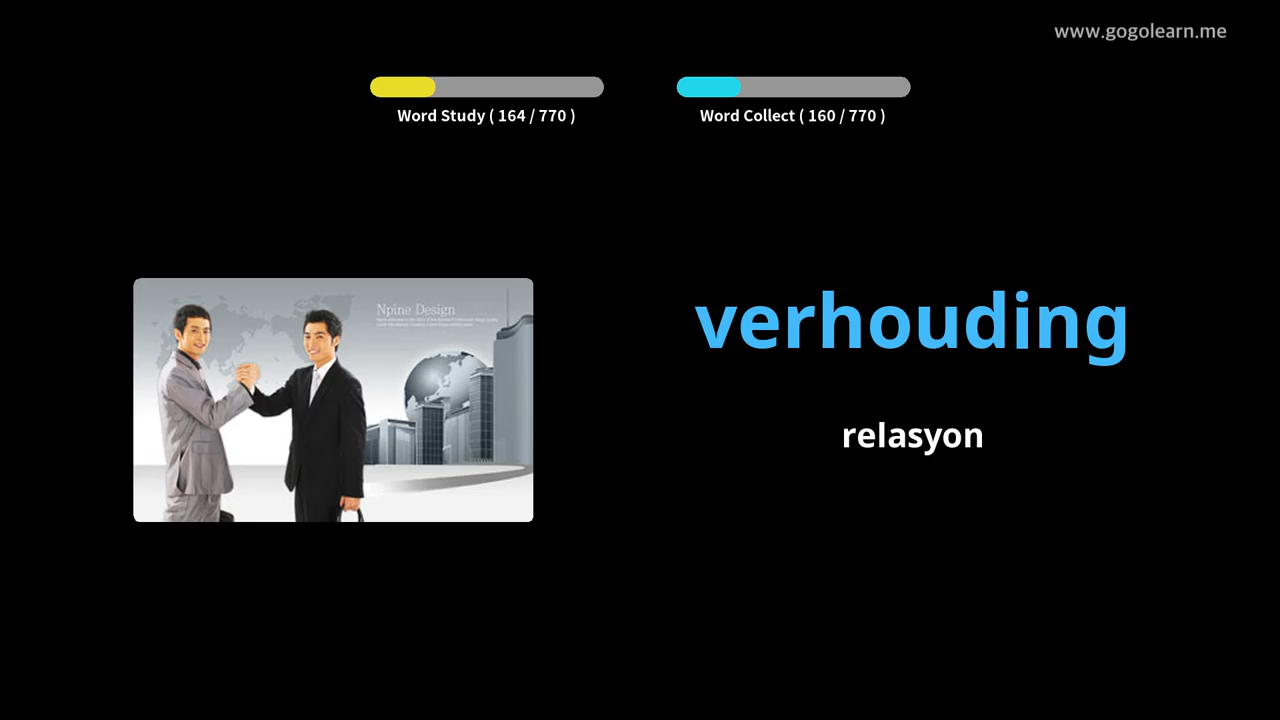 www.gogolearn.me
Word Study ( 164 / 770 )
Word Collect ( 160 / 770 )
Npine Design
verhouding
relasyon